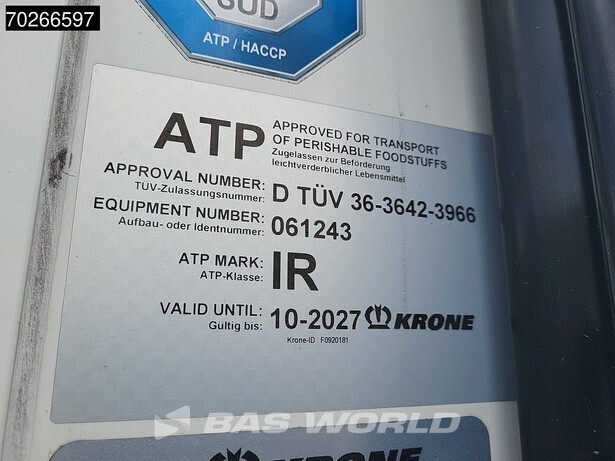 70266597
SÜD
ATP / HACCP
ATP APPROVED FOR TRANSPORT
OF PERISHABLE FOODSTUFFS
Zugelassen zur Beförderung
leichtverderblicher Lebensmittel
APPROVAL NUMBER: D TÜV 36-3642-3966
TÜV-Zulassungsnummer:
EQUIPMENT NUMBER: 061243
Aufbau- oder Identnummer:
ATP MARK: IR
ATP-Klasse:
VALID UNTIL: 10-2027 KRONE
Gultig bis:
Krone-ID : F0920181
BAS WORLD
KRONE